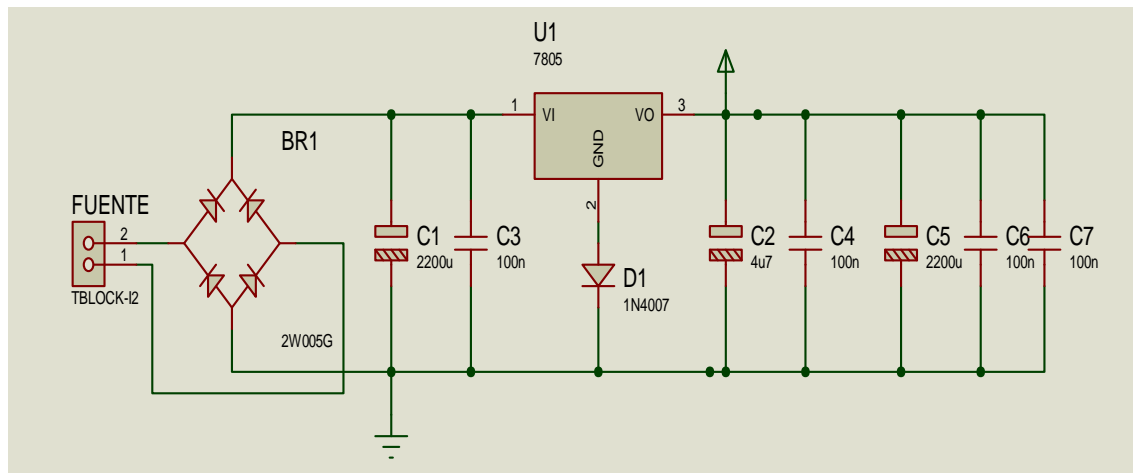 U1
7805
1
VI
VO
3
GND
2
BR1
FUENTE
2
1
TBLOCK-I2
2W005G
C1
2200u
C3
100n
D1
1N4007
C2
4u7
C4
100n
C5
2200u
C6
100n
C7
100n